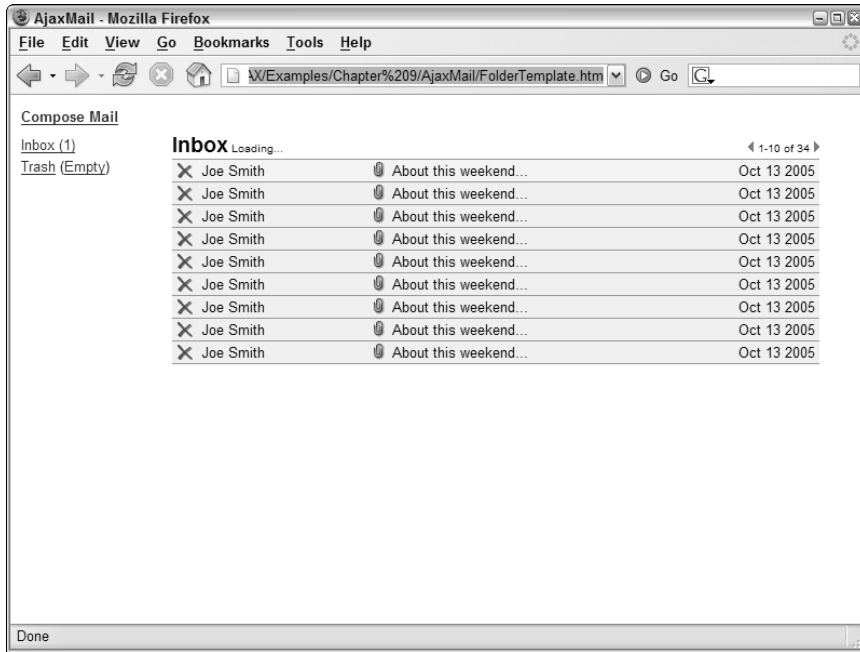 AjaxMail - Mozilla Firefox
File Edit View Go Bookmarks Tools Help
AX/Examples/Chapter%209/AjaxMail/FolderTemplate.htm Go G
Compose Mail
Inbox (1)
Trash (Empty)
Inbox Loading... 1-10 of 34
Joe Smith About this weekend... Oct 13 2005
Joe Smith About this weekend... Oct 13 2005
Joe Smith About this weekend... Oct 13 2005
Joe Smith About this weekend... Oct 13 2005
Joe Smith About this weekend... Oct 13 2005
Joe Smith About this weekend... Oct 13 2005
Joe Smith About this weekend... Oct 13 2005
Joe Smith About this weekend... Oct 13 2005
Joe Smith About this weekend... Oct 13 2005
Done